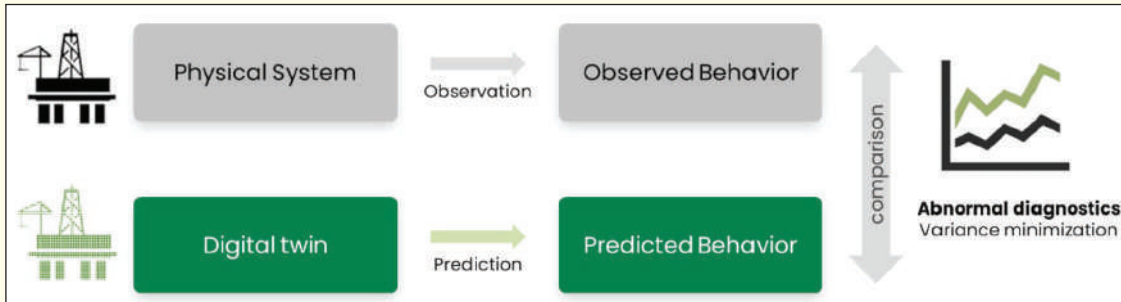 Physical System
Observation
Observed Behavior
comparison
Digital twin
Prediction
Predicted Behavior
Abnormal diagnostics
Variance minimization